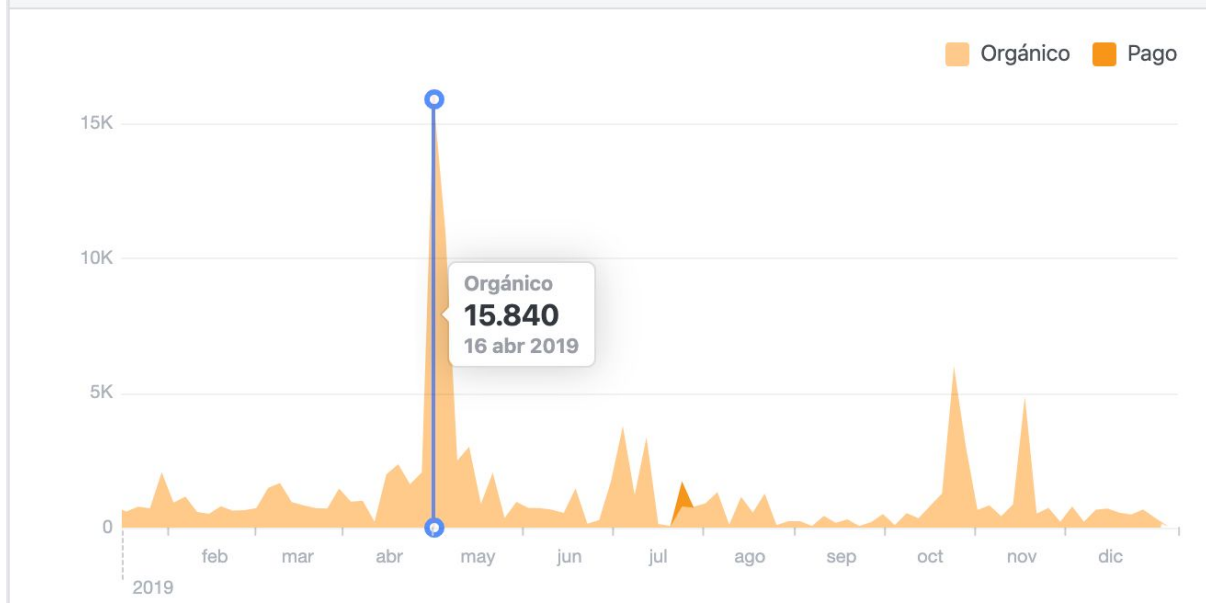 Orgánico Pago
15K
10K
Orgánico
15.840
16 abr 2019
5K
0
feb mar abr may jun jul ago sep oct nov dic
2019